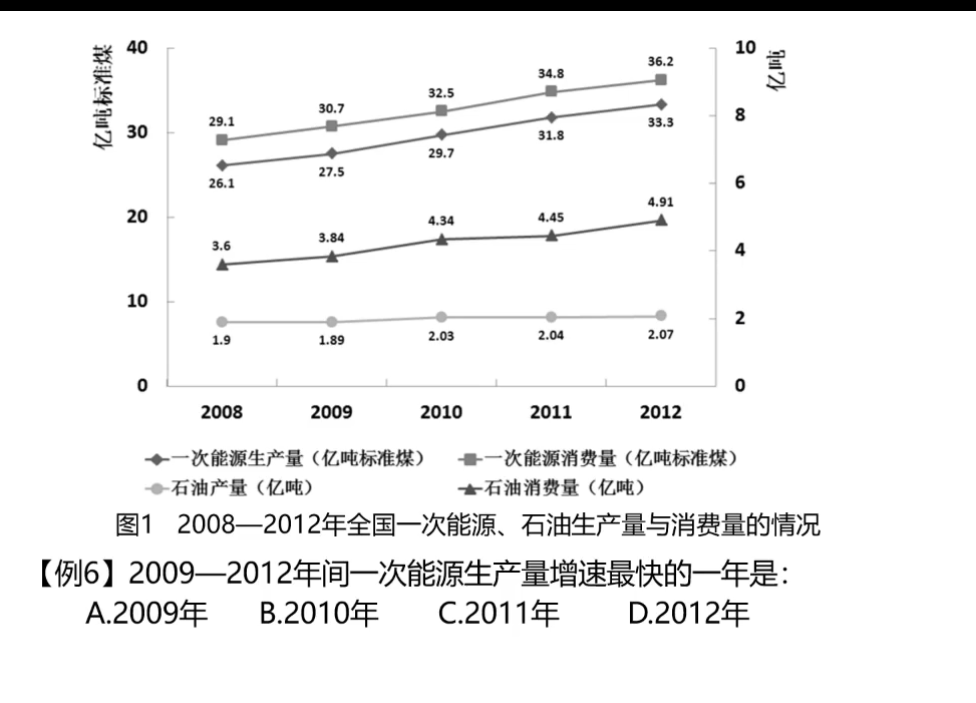 亿吨标准煤
亿吨
40
30
20
10
0
10
8
6
4
2
0
29.1 30.7 32.5 34.8 36.2
26.1 27.5 29.7 31.8 33.3
3.6 3.84 4.34 4.45 4.91
1.9 1.89 2.03 2.04 2.07
2008 2009 2010 2011 2012
一次能源生产量（亿吨标准煤） 一次能源消费量（亿吨标准煤）
石油产量（亿吨） 石油消费量（亿吨）
图1 2008—2012年全国一次能源、石油生产量与消费量的情况
【例6】2009—2012年间一次能源生产量增速最快的一年是：
A.2009年 B.2010年 C.2011年 D.2012年